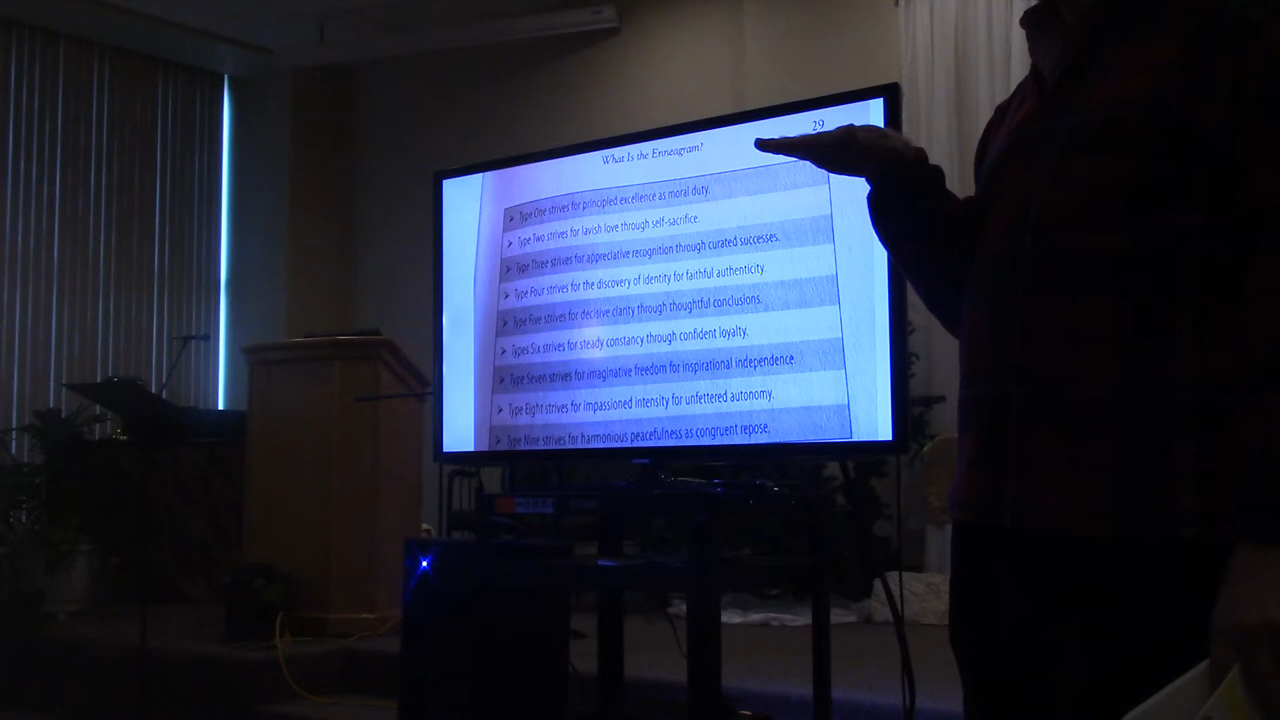 29
What Is the Enneagram?
➤ Type One strives for principled excellence as moral duty.
➤ Type Two strives for lavish love through self-sacrifice.
➤ Type Three strives for appreciative recognition through curated successes.
➤ Type Four strives for the discovery of identity for faithful authenticity.
➤ Type Five strives for decisive clarity through thoughtful conclusions.
➤ Types Six strives for steady constancy through confident loyalty.
➤ Type Seven strives for imaginative freedom for inspirational independence.
➤ Type Eight strives for impassioned intensity for unfettered autonomy.
➤ Type Nine strives for harmonious peacefulness as congruent repose.